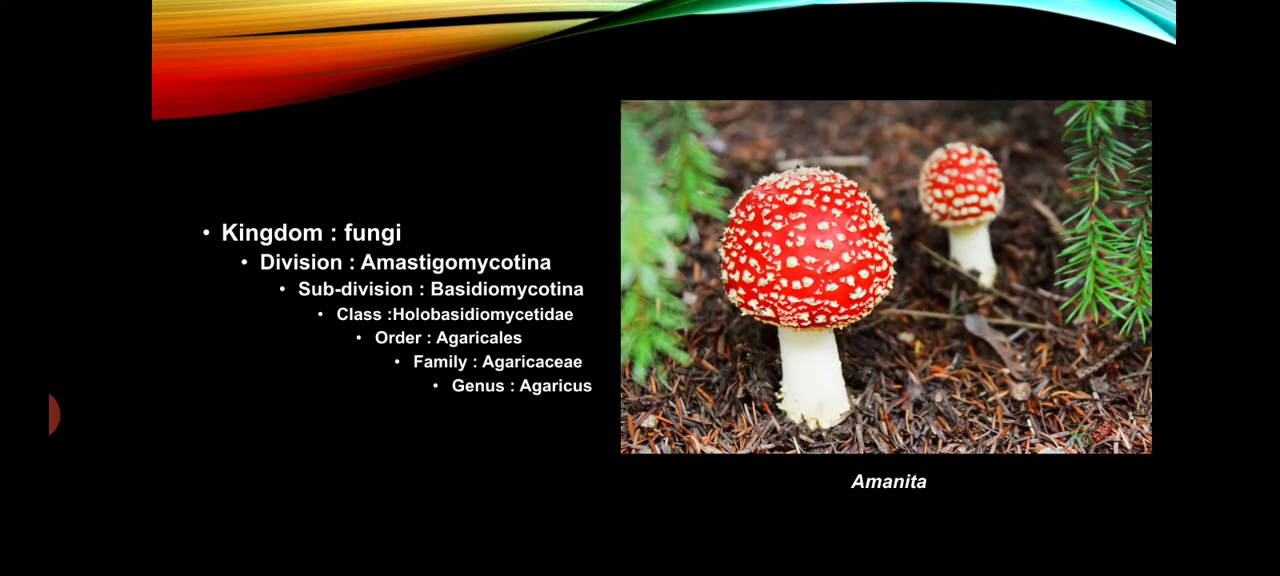 • Kingdom : fungi
• Division : Amastigomycotina
• Sub-division : Basidiomycotina
• Class :Holobasidiomycetidae
• Order : Agaricales
• Family : Agaricaceae
• Genus : Agaricus
Amanita